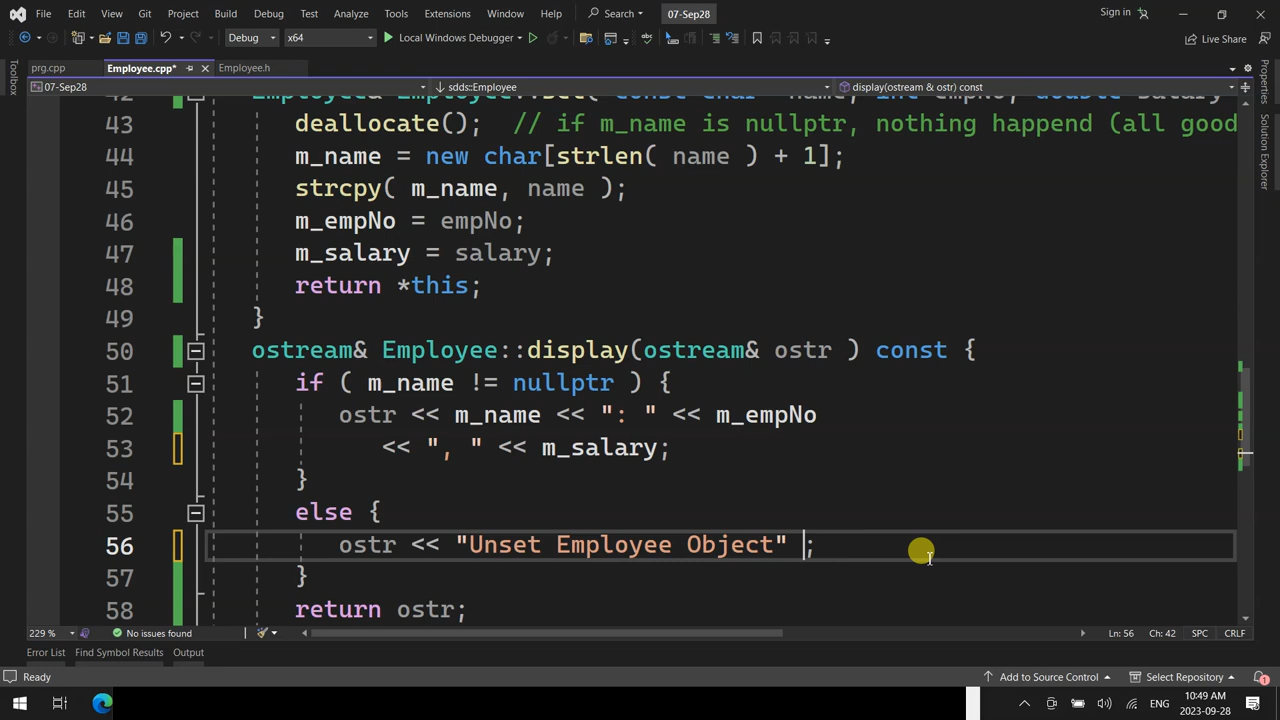 File Edit View Git Project Build Debug Test Analyze Tools Extensions Window Help Search 07-Sep28 Sign in
Debug x64 Local Windows Debugger Live Share
prg.cpp Employee.cpp* Employee.h
07-Sep28 sdds::Employee display(ostream & ostr) const
Toolbox
Properties
Solution Explorer
43 deallocate(); // if m_name is nullptr, nothing happend (all good
44 m_name = new char[strlen( name ) + 1];
45 strcpy( m_name, name );
46 m_empNo = empNo;
47 m_salary = salary;
48 return *this;
49 }
50 ostream& Employee::display(ostream& ostr ) const {
51 if ( m_name != nullptr ) {
52 ostr << m_name << ": " << m_empNo
53 << ", " << m_salary;
54 }
55 else {
56 ostr << "Unset Employee Object" ;
57 }
58 return ostr;
229 % No issues found Ln: 56 Ch: 42 SPC CRLF
Error List Find Symbol Results Output
Ready Add to Source Control Select Repository 1
ENG 10:49 AM 2023-09-28